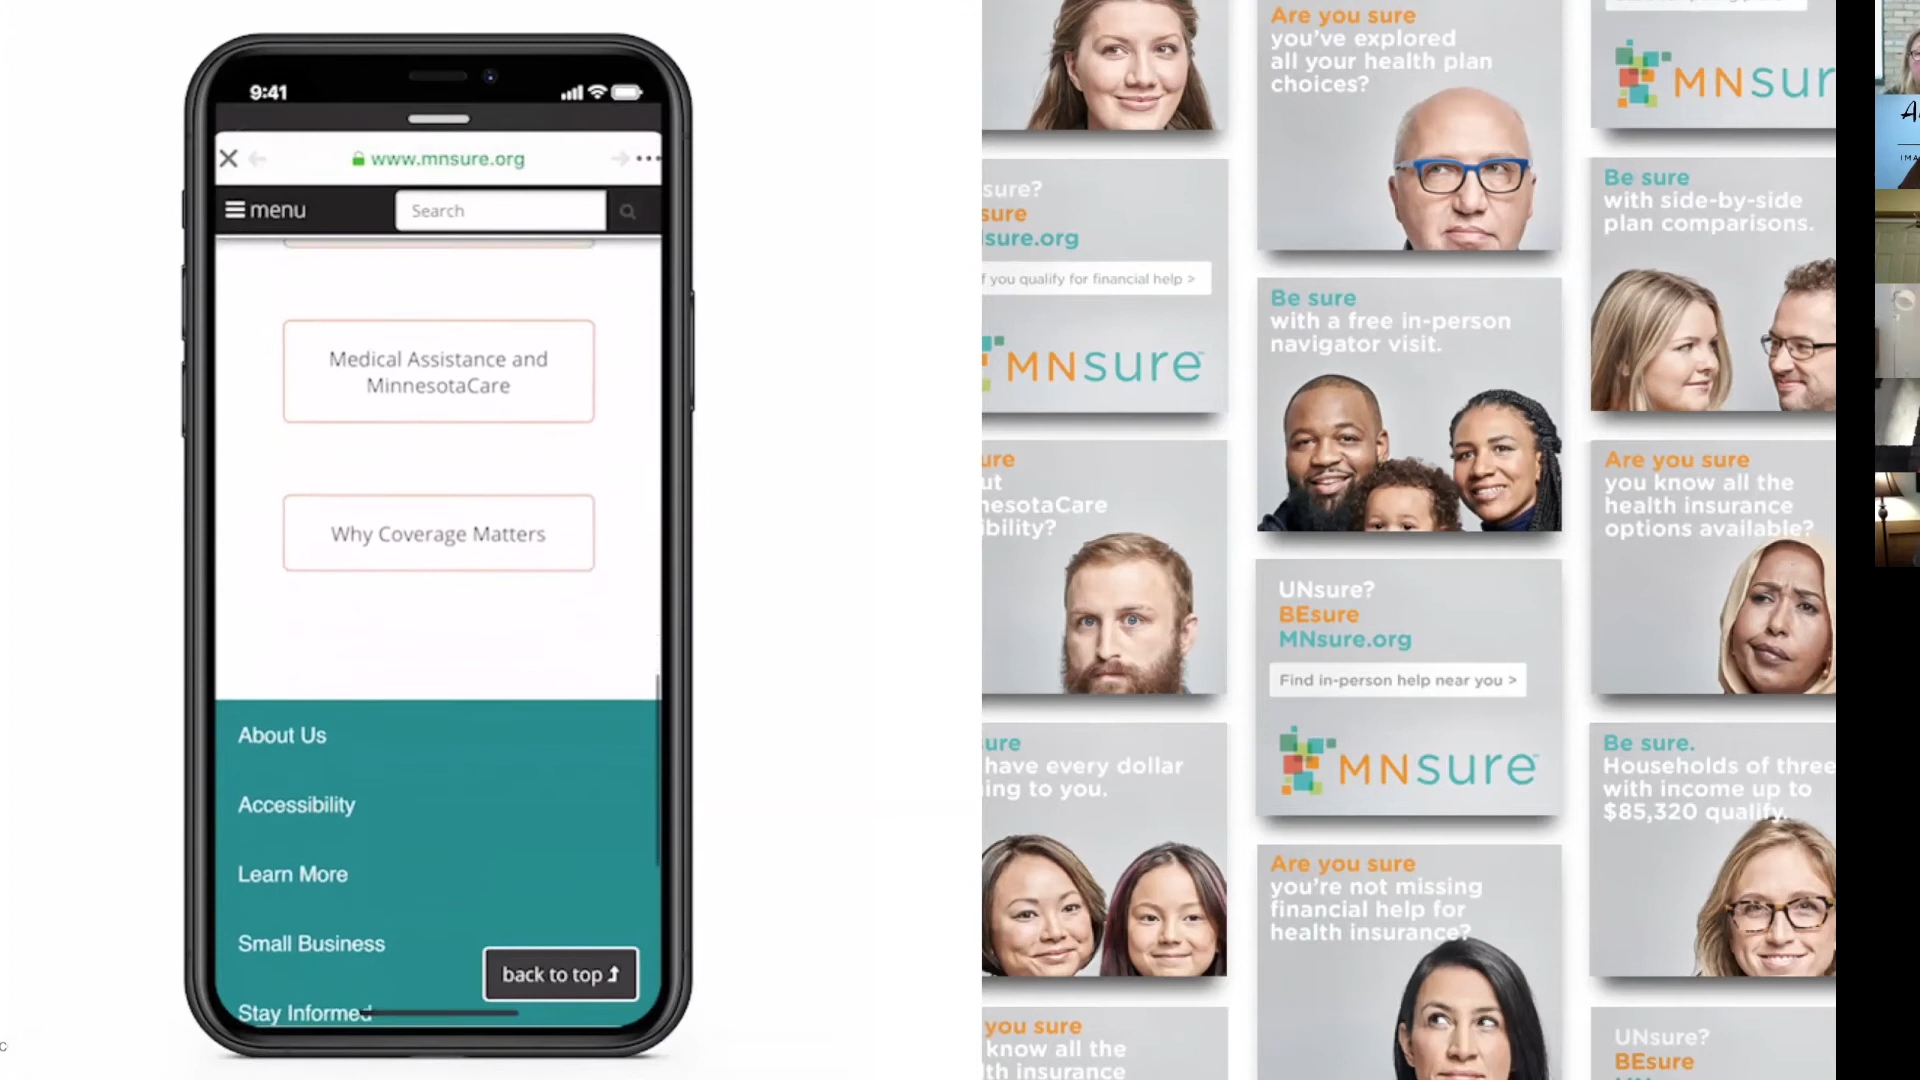 9:41
www.mnsure.org
menu
Search
Medical Assistance and
MinnesotaCare
Why Coverage Matters
About Us
Accessibility
Learn More
Small Business
back to top
Stay Informed
sure?
sure
sure.org
f you qualify for financial help >
MNsure
ure
ut
nesotaCare
ibility?
ure
have every dollar
ing to you.
you sure
know all the
lth insurance
Are you sure
you've explored
all your health plan
choices?
Be sure
with a free in-person
navigator visit.
UNsure?
BEsure
MNsure.org
Find in-person help near you >
MNsure
Are you sure
you're not missing
financial help for
health insurance?
MNsur
Be sure
with side-by-side
plan comparisons.
Are you sure
you know all the
health insurance
options available?
Be sure.
Households of three
with income up to
$85,320 qualify.
UNsure?
BEsure
IMA